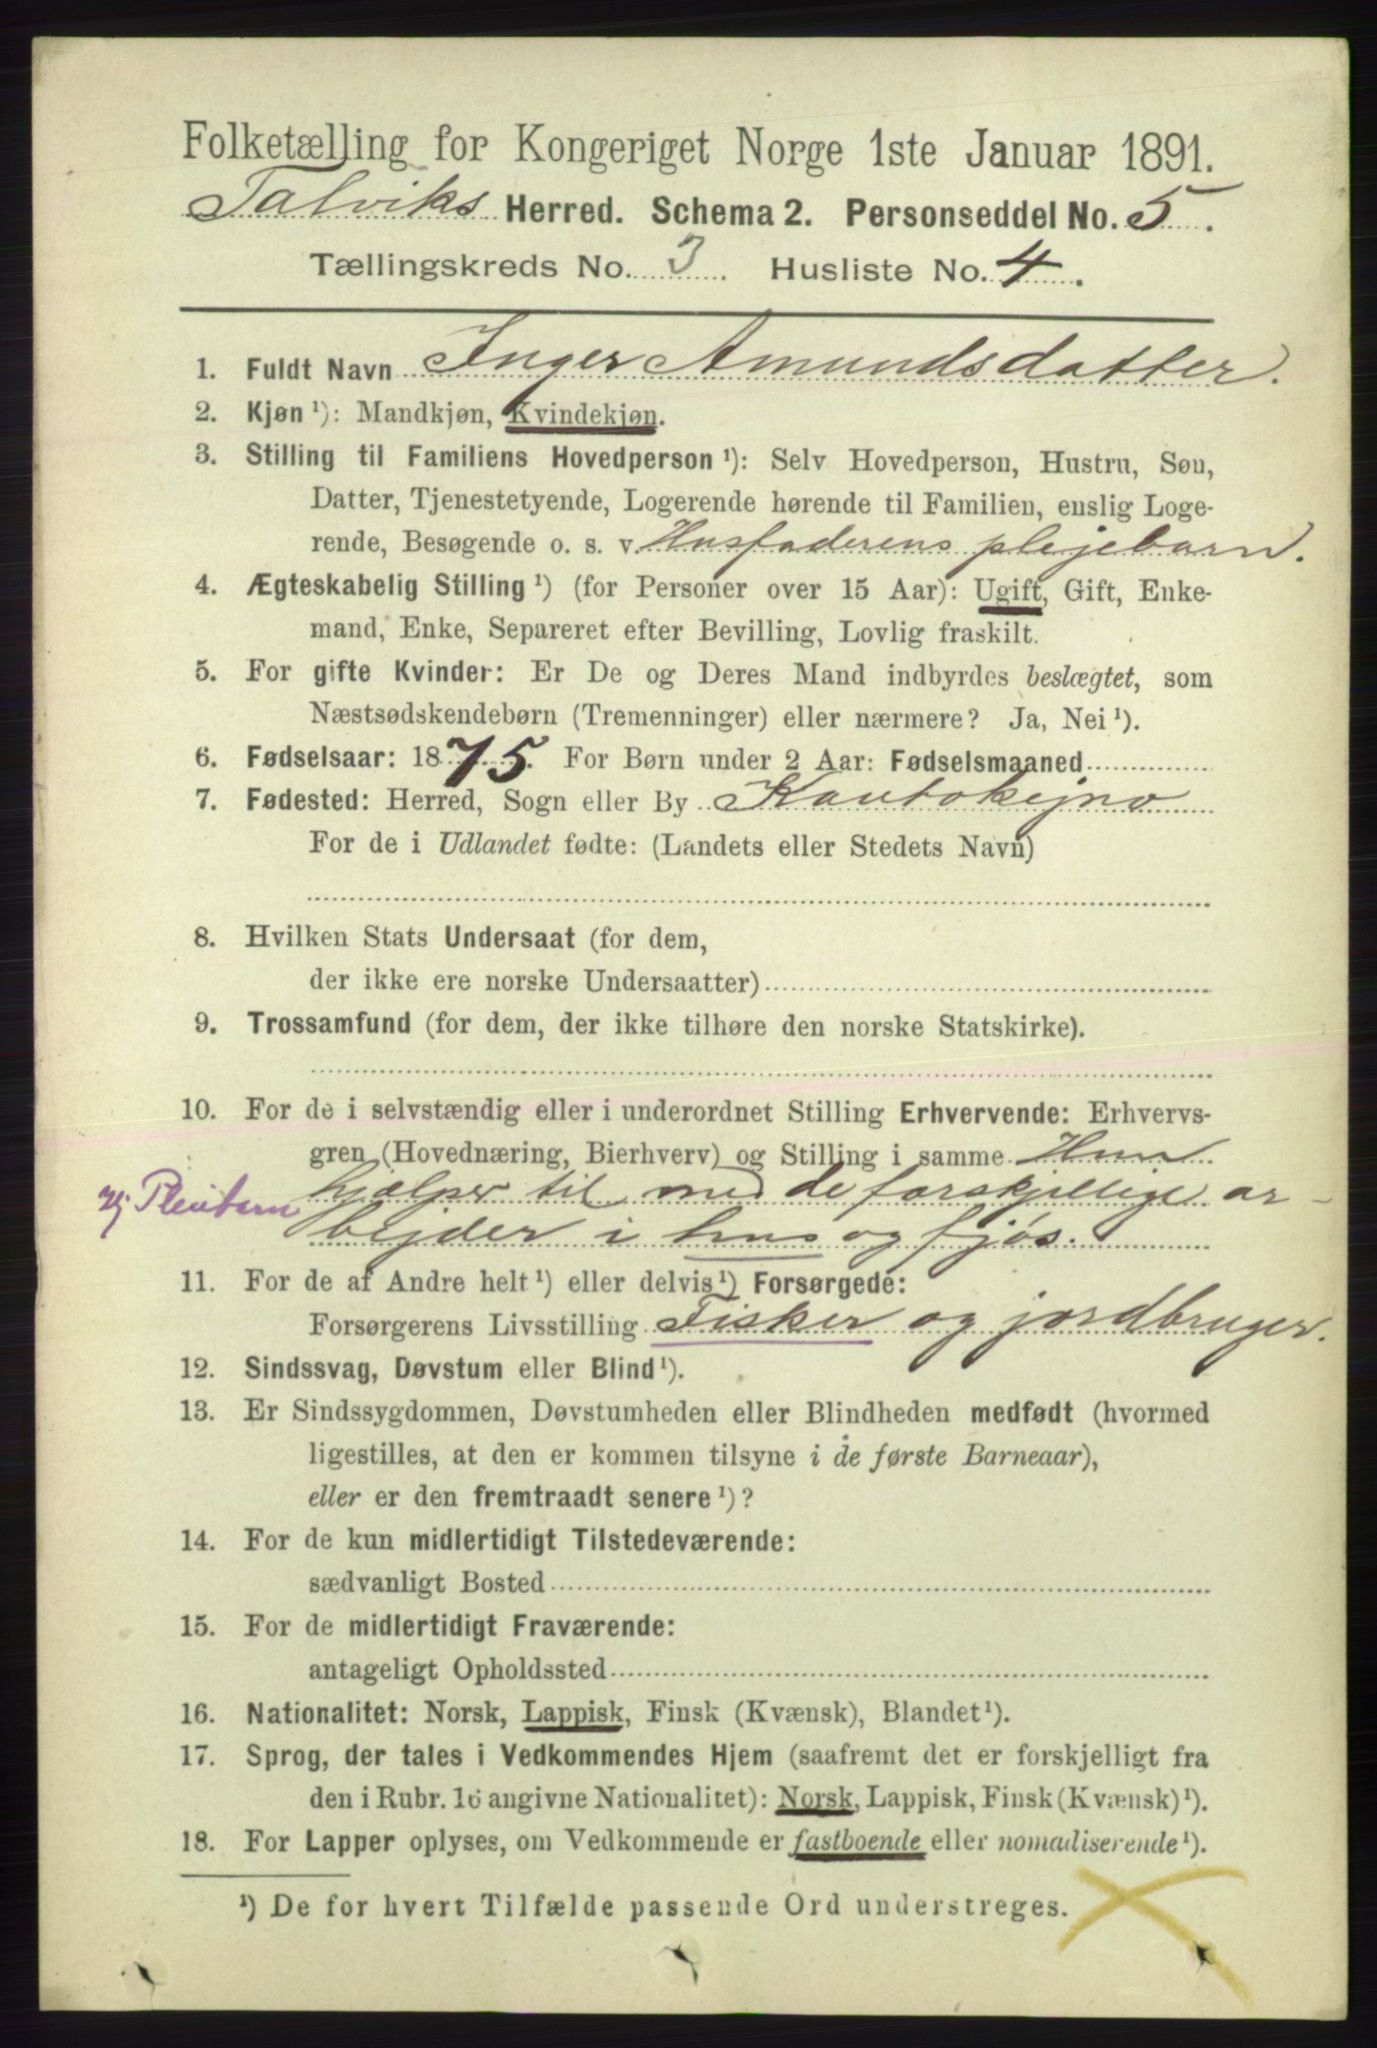 Folketælling for Kongeriget Norge 1ste Januar 1891.
Talviks Herred. Schema 2. Personseddel No. 5.
Tællingskreds No. 3. Husliste No. 4.
1. Fuldt Navn Inger Amundsdatter.
2. Kjøn ¹): Mandkjøn, Kvindekjøn.
3. Stilling til Familiens Hovedperson ¹): Selv Hovedperson, Hustru, Søn,
Datter, Tjenestetyende, Logerende hørende til Familien, enslig Loge-
rende, Besøgende o. s. v. Husfaderens plejebarn.
4. Ægteskabelig Stilling ¹) (for Personer over 15 Aar): Ugift, Gift, Enke-
mand, Enke, Separeret efter Bevilling, Lovlig fraskilt.
5. For gifte Kvinder: Er De og Deres Mand indbyrdes beslægtet, som
Næstsødskendebørn (Tremenninger) eller nærmere? Ja, Nei ¹).
6. Fødselsaar: 1875. For Børn under 2 Aar: Fødselsmaaned
7. Fødested: Herred, Sogn eller By Kautokejno
For de i Udlandet fødte: (Landets eller Stedets Navn)
8. Hvilken Stats Undersaat (for dem,
der ikke ere norske Undersaatter)
9. Trossamfund (for dem, der ikke tilhøre den norske Statskirke).
10. For de i selvstændig eller i underordnet Stilling Erhvervende: Erhvervs-
gren (Hovednæring, Bierhverv) og Stilling i samme Hun
Pleiebarn hjælper til med de forskjellige ar-
bejder i hus og fjøs.
11. For de af Andre helt ¹) eller delvis ¹) Forsørgede:
Forsørgerens Livsstilling Fisker og jordbruger.
12. Sindssvag, Døvstum eller Blind ¹).
13. Er Sindssygdommen, Døvstumheden eller Blindheden medfødt (hvormed
ligestilles, at den er kommen tilsyne i de første Barneaar),
eller er den fremtraadt senere ¹)?
14. For de kun midlertidigt Tilstedeværende:
sædvanligt Bosted
15. For de midlertidigt Fraværende:
antageligt Opholdssted
16. Nationalitet: Norsk, Lappisk, Finsk (Kvænsk), Blandet ¹).
17. Sprog, der tales i Vedkommendes Hjem (saafremt det er forskjelligt fra
den i Rubr. 16 angivne Nationalitet): Norsk, Lappisk, Finsk (Kvænsk) ¹).
18. For Lapper oplyses, om Vedkommende er fastboende eller nomadiserende ¹).
¹) De for hvert Tilfælde passende Ord understreges.